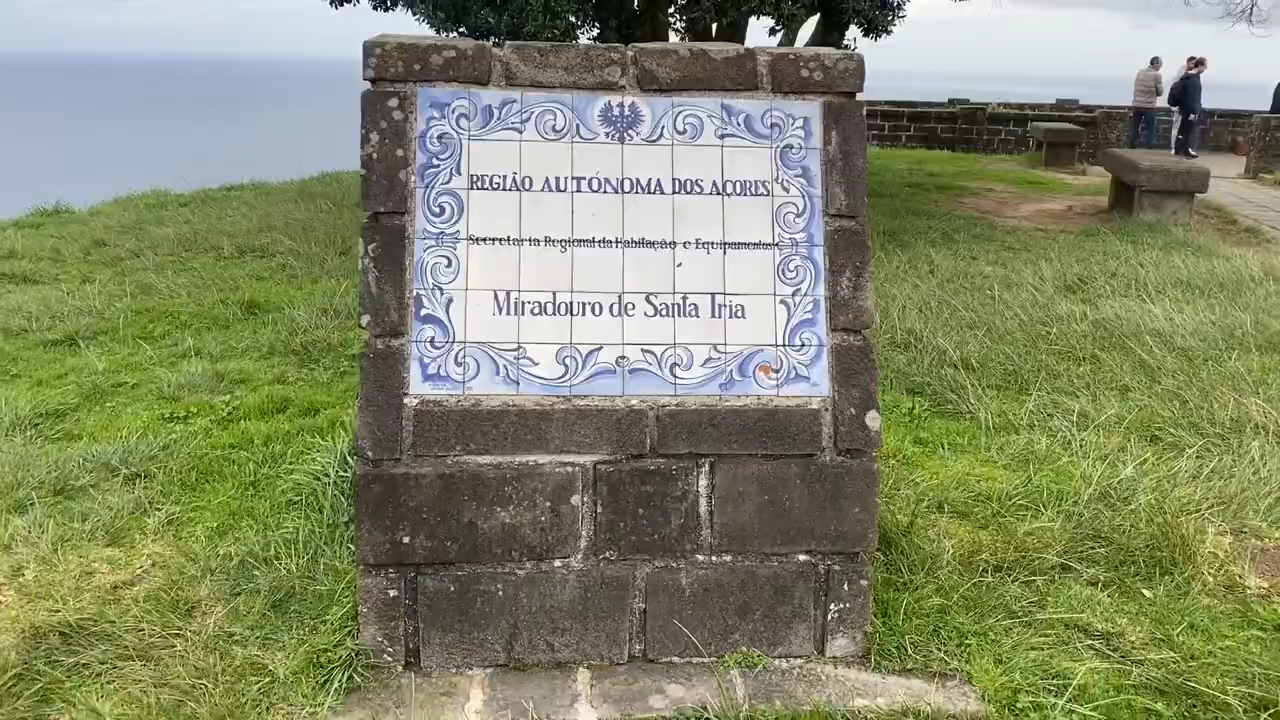 REGIÃO AUTÓNOMA DOS AÇORES
Secretaria Regional da Habitação e Equipamentos
Miradouro de Santa Iria